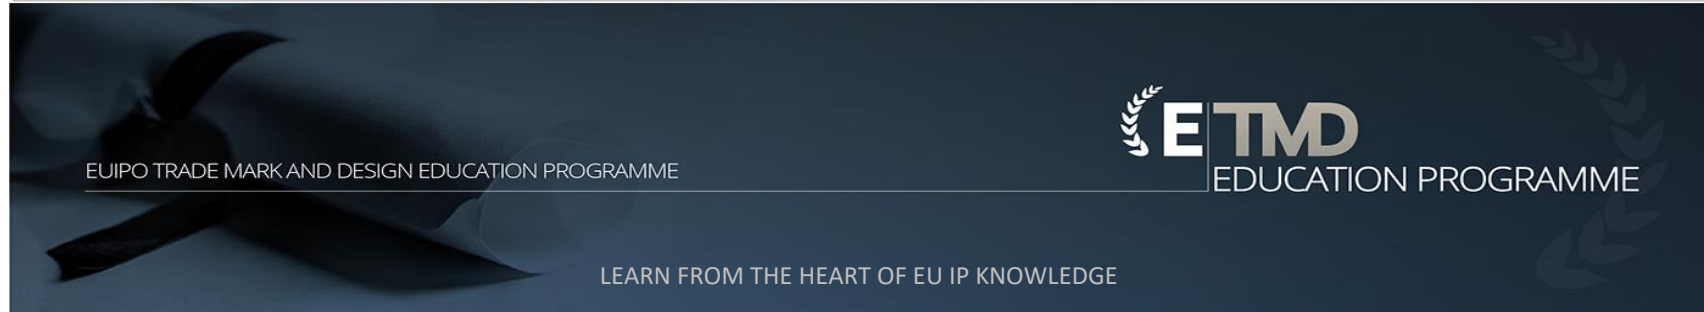 EUIPO TRADE MARK AND DESIGN EDUCATION PROGRAMME
ETMD
EDUCATION PROGRAMME
LEARN FROM THE HEART OF EU IP KNOWLEDGE